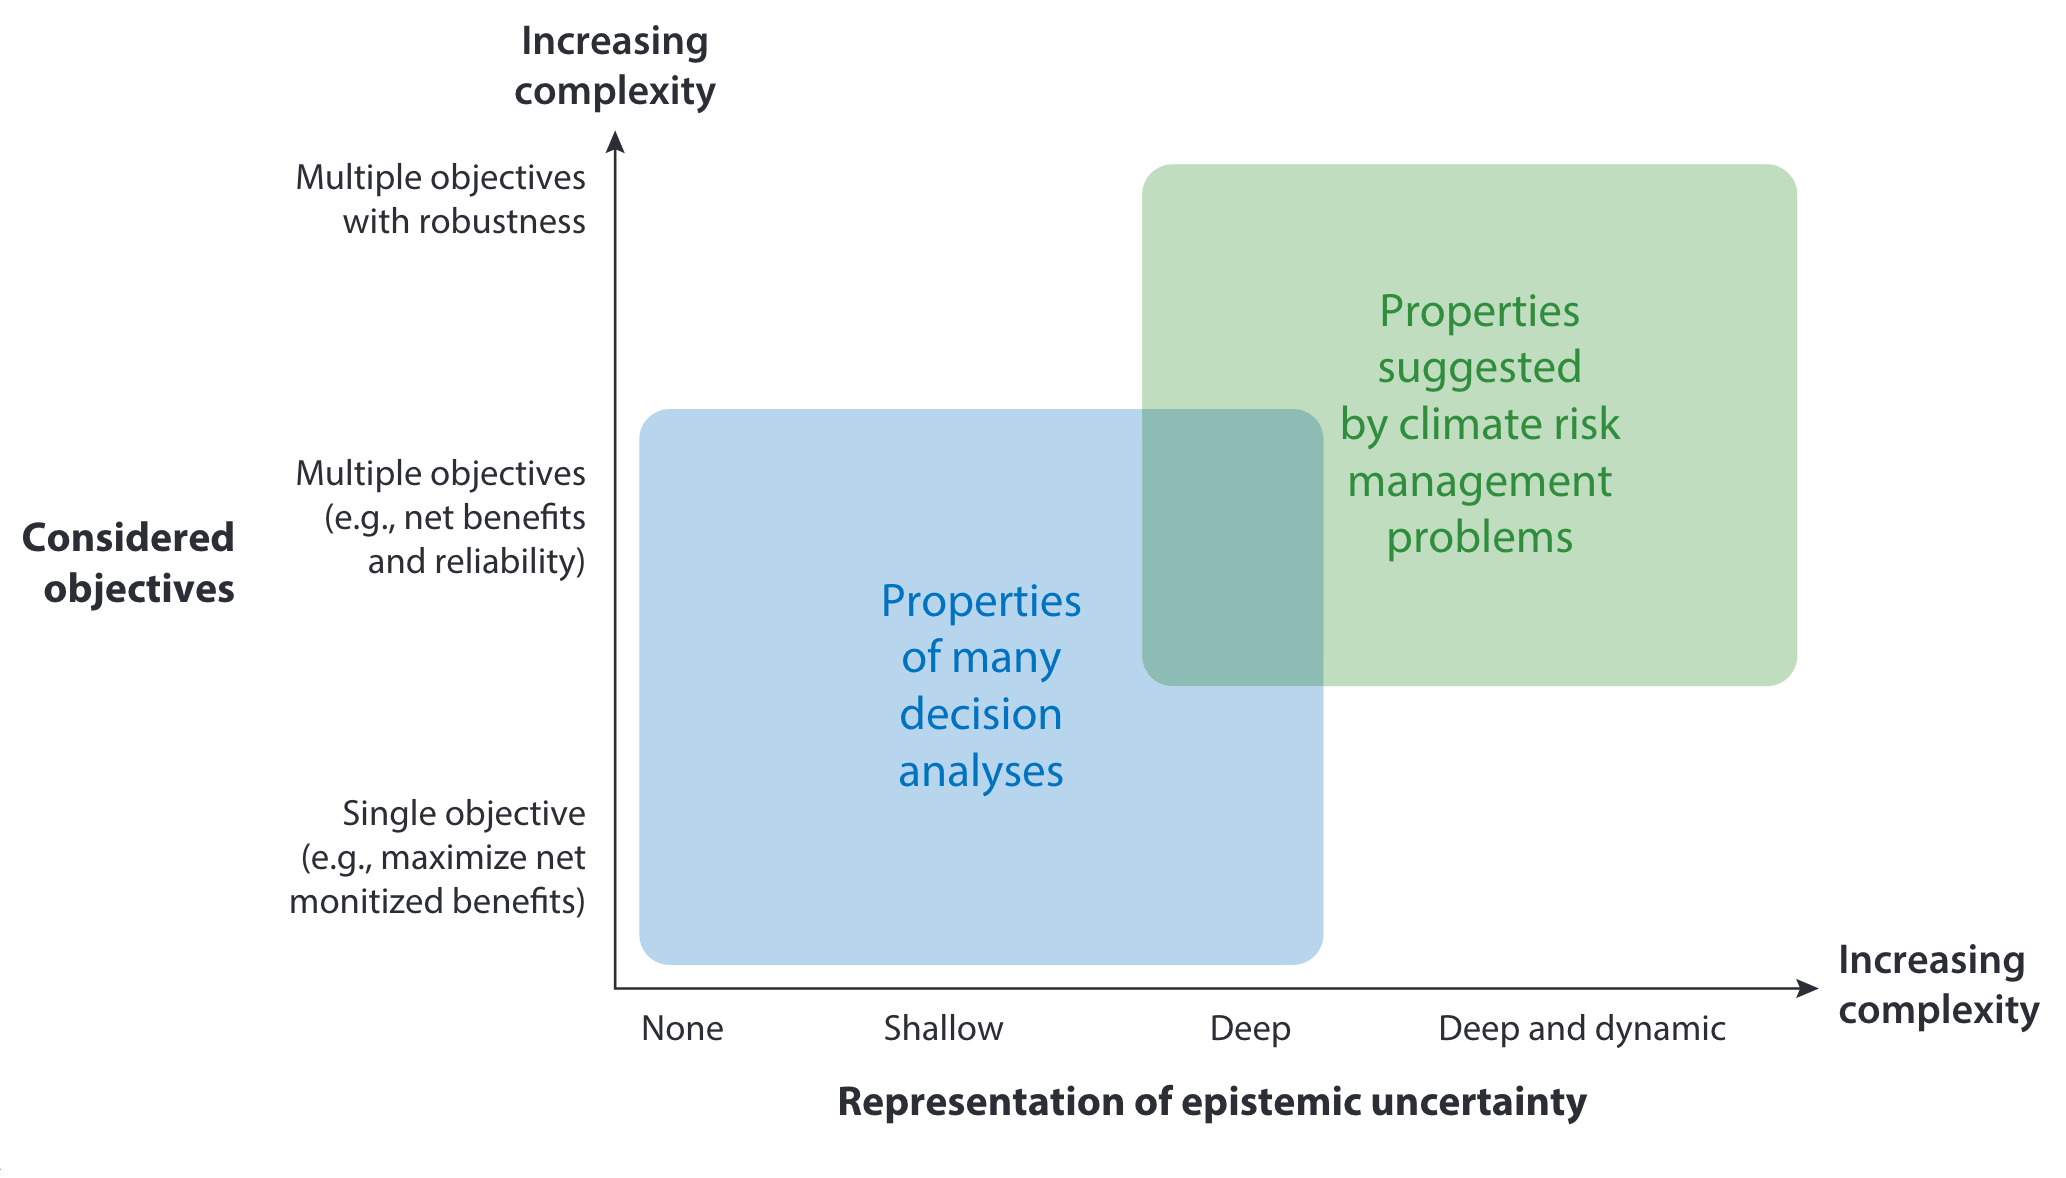 Increasing
complexity
Multiple objectives
with robustness
Multiple objectives
(e.g., net benefits
and reliability)
Considered
objectives
Single objective
(e.g., maximize net
monitized benefits)
Properties
suggested
by climate risk
management
problems
Properties
of many
decision
analyses
Increasing
complexity
None
Shallow
Deep
Deep and dynamic
Representation of epistemic uncertainty